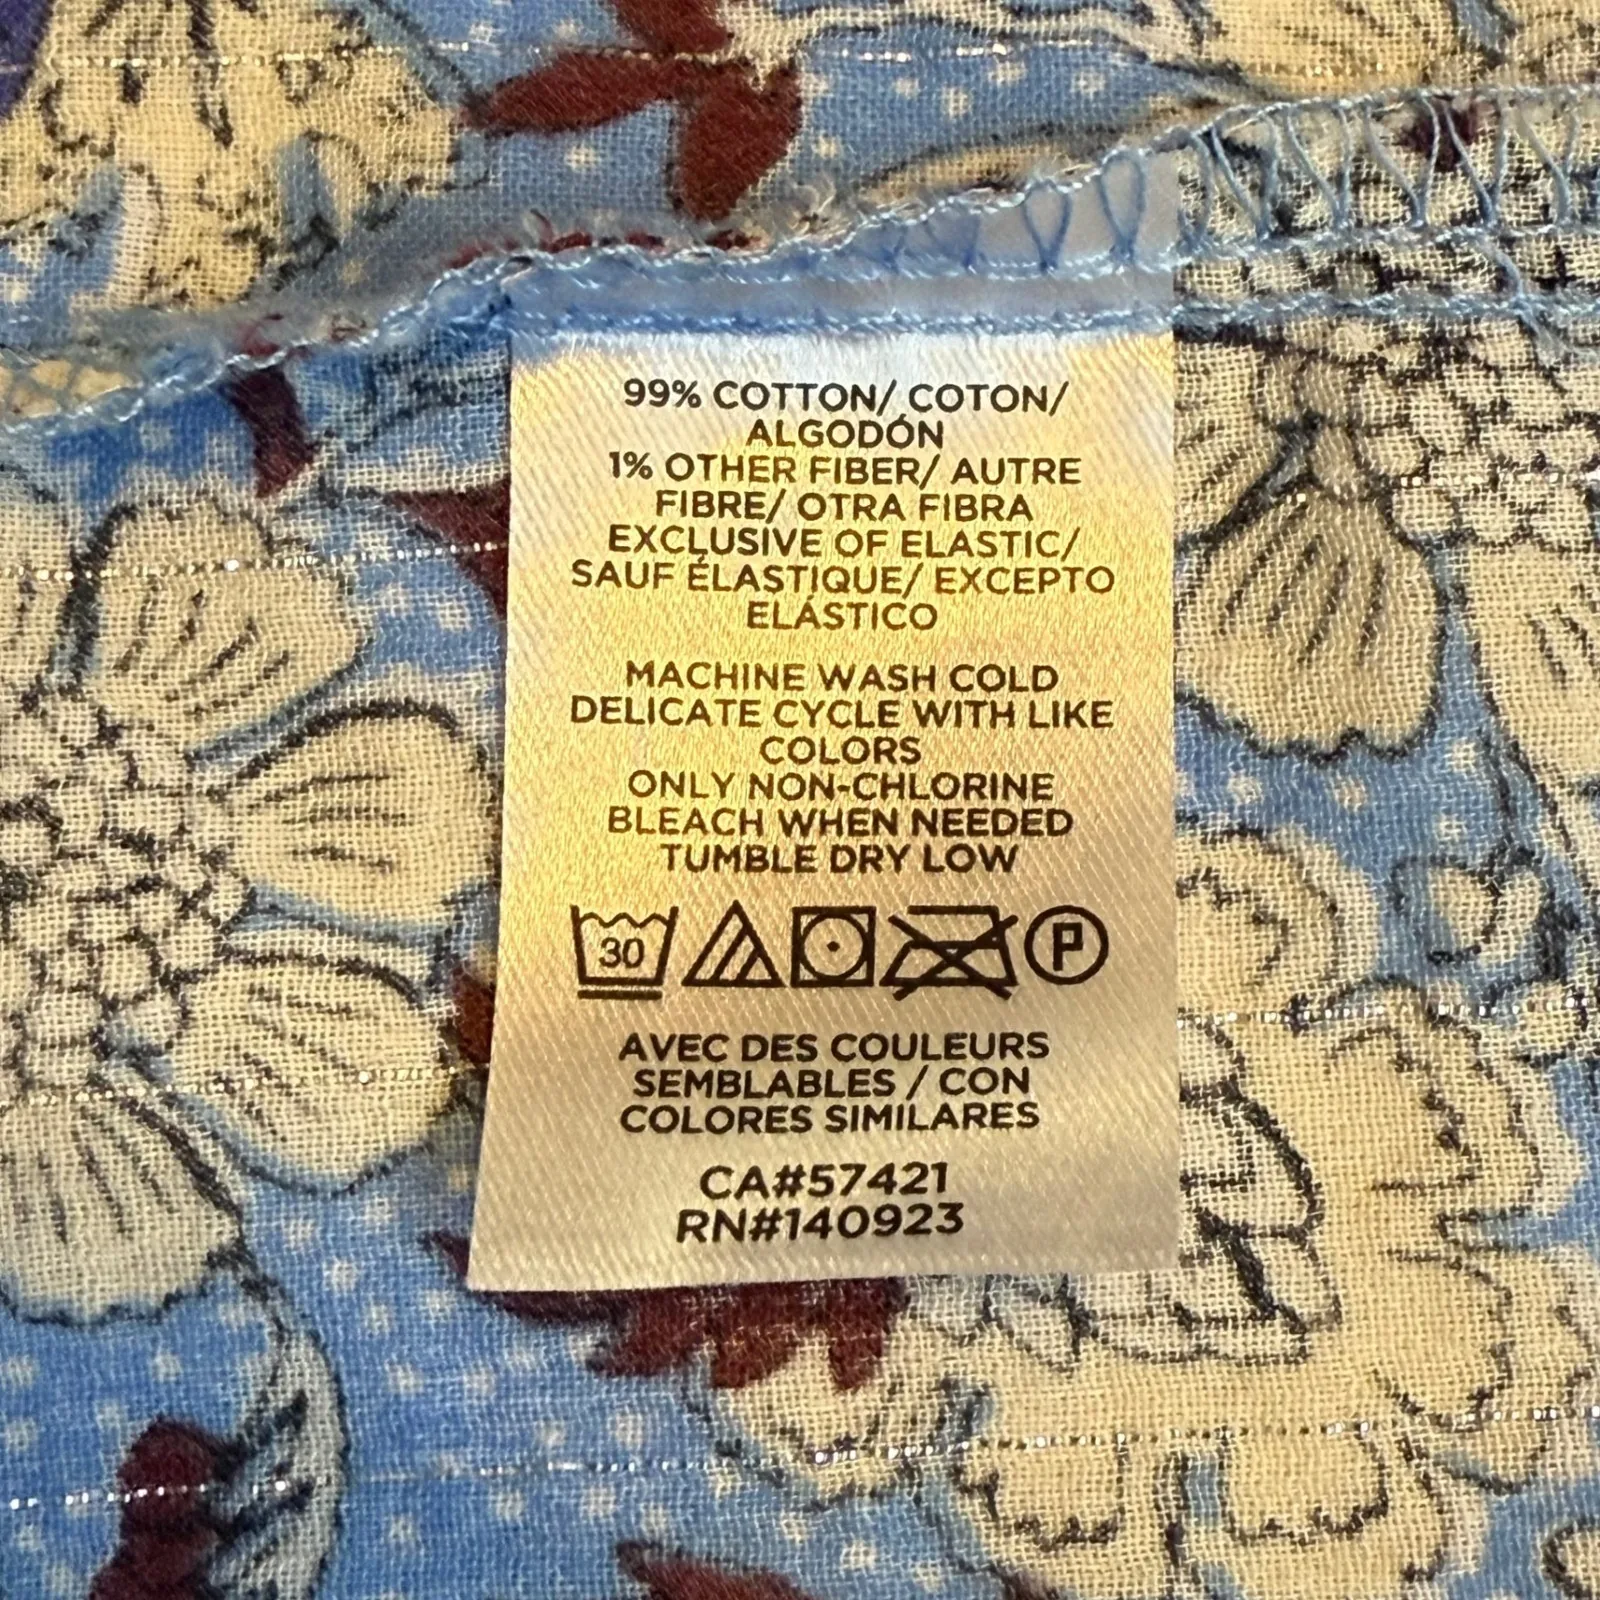 99% COTTON/ COTON/
ALGODÓN
1% OTHER FIBER/ AUTRE
FIBRE/ OTRA FIBRA
EXCLUSIVE OF ELASTIC/
SAUF ÉLASTIQUE/ EXCEPTO
ELÁSTICO
MACHINE WASH COLD
DELICATE CYCLE WITH LIKE
COLORS
ONLY NON-CHLORINE
BLEACH WHEN NEEDED
TUMBLE DRY LOW
30 P
AVEC DES COULEURS
SEMBLABLES / CON
COLORES SIMILARES
CA#57421
RN#140923